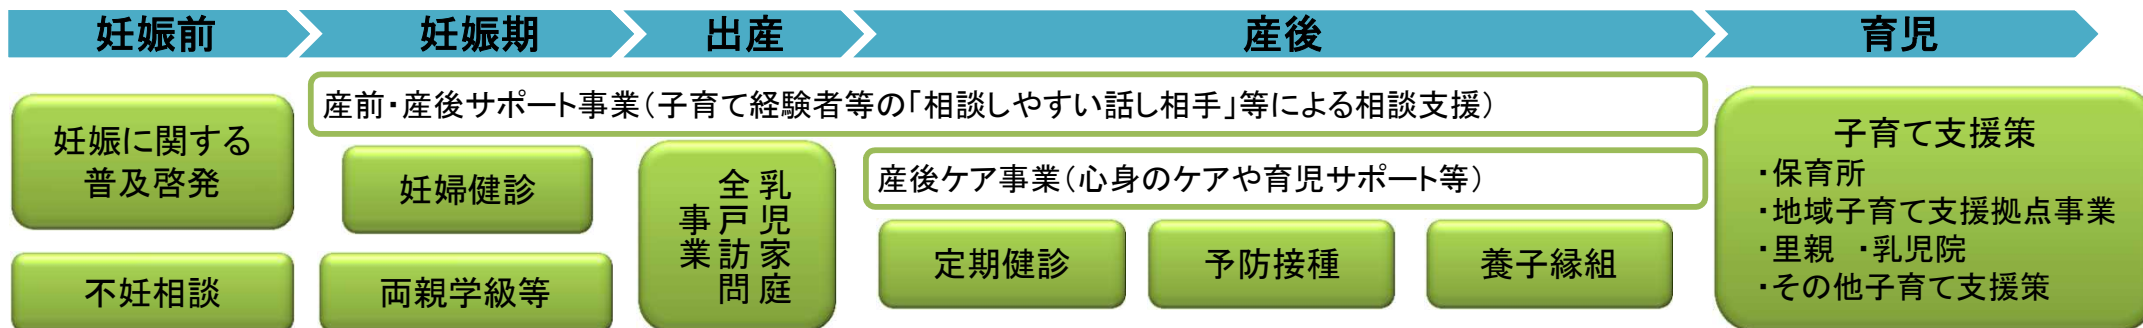 妊娠前
妊娠期
出産
産後
育児
産前・産後サポート事業(子育て経験者等の「相談しやすい話し相手」等による相談支援)
妊娠に関する
普及啓発
不妊相談
妊婦健診
両親学級等
乳児家庭
全戸訪問
事業
産後ケア事業(心身のケアや育児サポート等)
定期健診
予防接種
養子縁組
子育て支援策
・保育所
・地域子育て支援拠点事業
・里親 ・乳児院
・その他子育て支援策